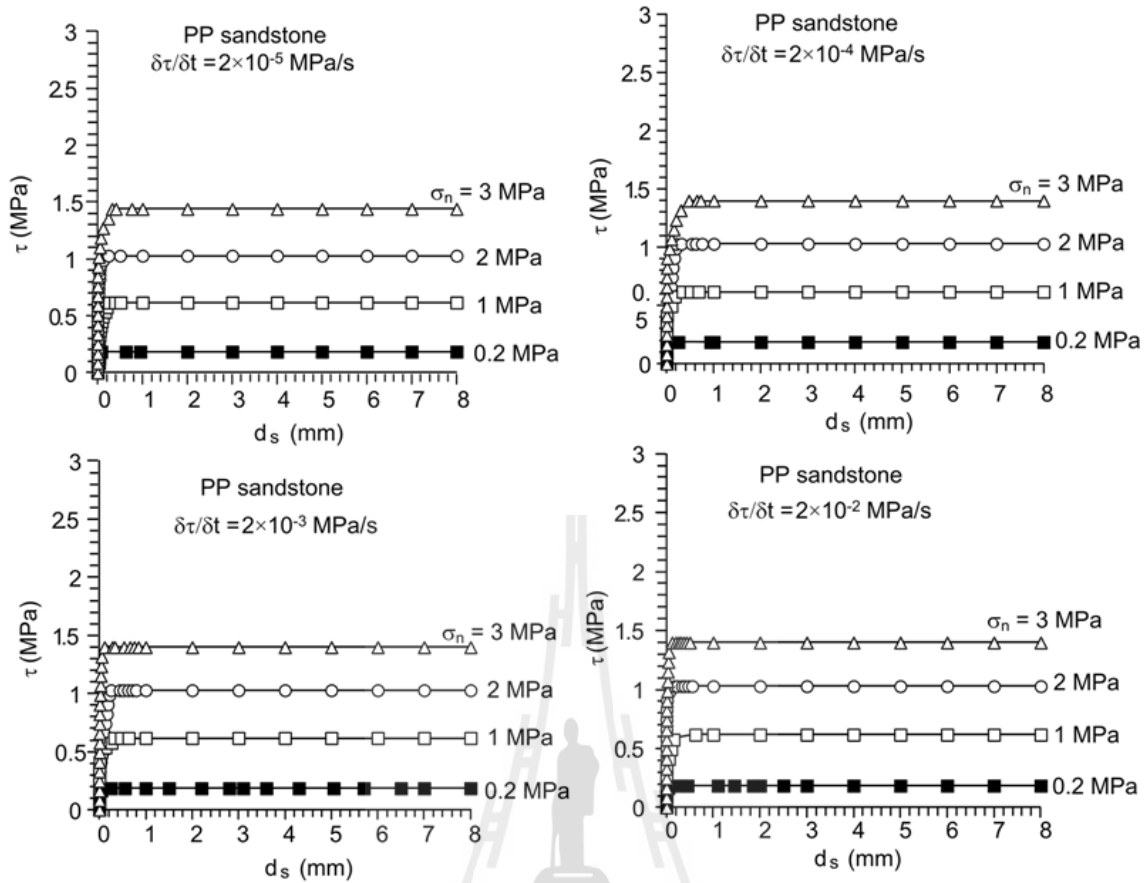 PP sandstone
δτ/δt = 2×10-5 MPa/s
τ (MPa)
3
2.5
2
1.5
1
0.5
0
σn = 3 MPa
2 MPa
1 MPa
0.2 MPa
0 1 2 3 4 5 6 7 8
ds (mm)
PP sandstone
δτ/δt = 2×10-4 MPa/s
τ (MPa)
3
2.5
2
1.5
1
0.
5
0
σn = 3 MPa
2 MPa
1 MPa
0.2 MPa
0 1 2 3 4 5 6 7 8
ds (mm)
PP sandstone
δτ/δt = 2×10-3 MPa/s
τ (MPa)
3
2.5
2
1.5
1
0.5
0
σn = 3 MPa
2 MPa
1 MPa
0.2 MPa
0 1 2 3 4 5 6 7 8
ds (mm)
PP sandstone
δτ/δt = 2×10-2 MPa/s
τ (MPa)
3
2.5
2
1.5
1
0.5
0
σn = 3 MPa
2 MPa
1 MPa
0.2 MPa
0 1 2 3 4 5 6 7 8
ds (mm)